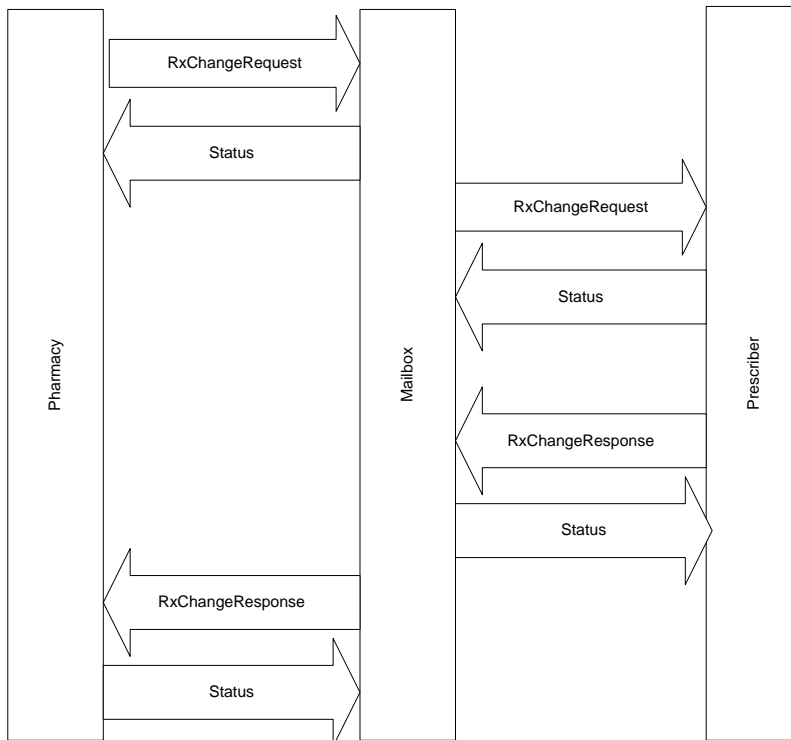 RxChangeRequest
Status
RxChangeRequest
Status
Pharmacy
Mailbox
Prescriber
RxChangeResponse
Status
RxChangeResponse
Status